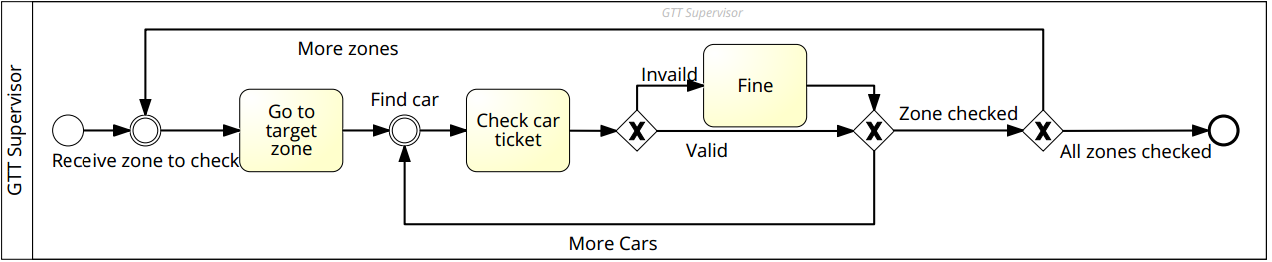 GTT Supervisor
GTT Supervisor
More zones
Invaild
Fine
Find car
Go to
target
zone
Check car
ticket
Zone checked
Receive zone to check
Valid
All zones checked
More Cars